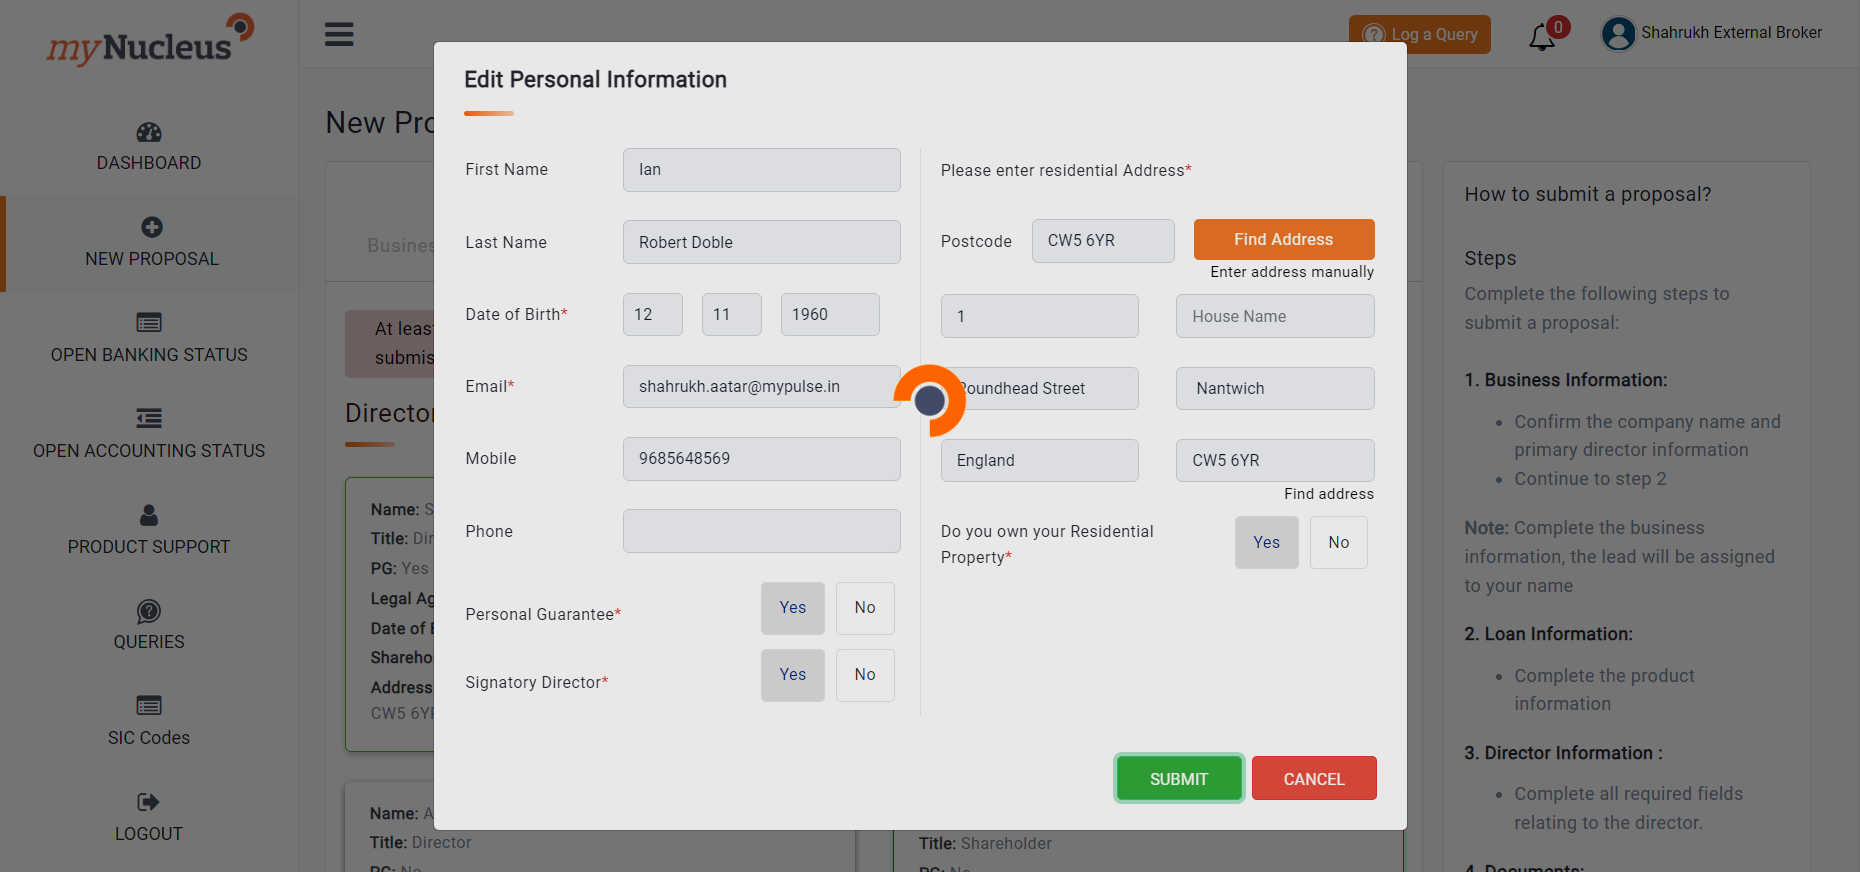 myNucleus
DASHBOARD
NEW PROPOSAL
OPEN BANKING STATUS
OPEN ACCOUNTING STATUS
PRODUCT SUPPORT
QUERIES
SIC Codes
LOGOUT
Log a Query
0
Shahrukh External Broker
New Pro
Busines
At leas
submis
Director
Name: S
Title: Dir
PG: Yes
Legal Ag
Date of B
Shareho
Address
CW5 6YR
Name: A
Title: Director
PG: No
Title: Shareholder
PG: No
Edit Personal Information
First Name
Ian
Last Name
Robert Doble
Date of Birth*
12 11 1960
Email*
shahrukh.aatar@mypulse.in
Mobile
9685648569
Phone
Personal Guarantee*
Yes No
Signatory Director*
Yes No
Please enter residential Address*
Postcode
CW5 6YR
Find Address
Enter address manually
1
House Name
Roundhead Street
Nantwich
England
CW5 6YR
Find address
Do you own your Residential
Property*
Yes No
SUBMIT
CANCEL
How to submit a proposal?
Steps
Complete the following steps to
submit a proposal:
1. Business Information:
• Confirm the company name and
primary director information
• Continue to step 2
Note: Complete the business
information, the lead will be assigned
to your name
2. Loan Information:
• Complete the product
information
3. Director Information :
• Complete all required fields
relating to the director.
4. Documents: